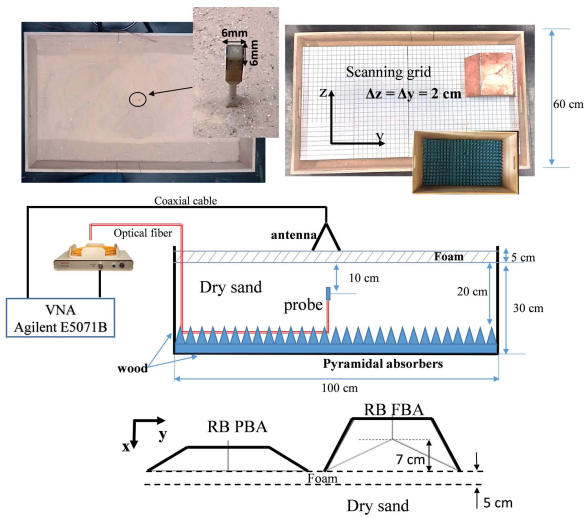 6mm
6mm
Scanning grid
Δz = Δy = 2 cm
z
y
60 cm
Coaxial cable
Optical fiber
antenna
Foam
5 cm
Dry sand
10 cm
probe
20 cm
30 cm
VNA
Agilent E5071B
wood
Pyramidal absorbers
100 cm
RB PBA
RB FBA
y
x
7 cm
Foam
Dry sand
5 cm